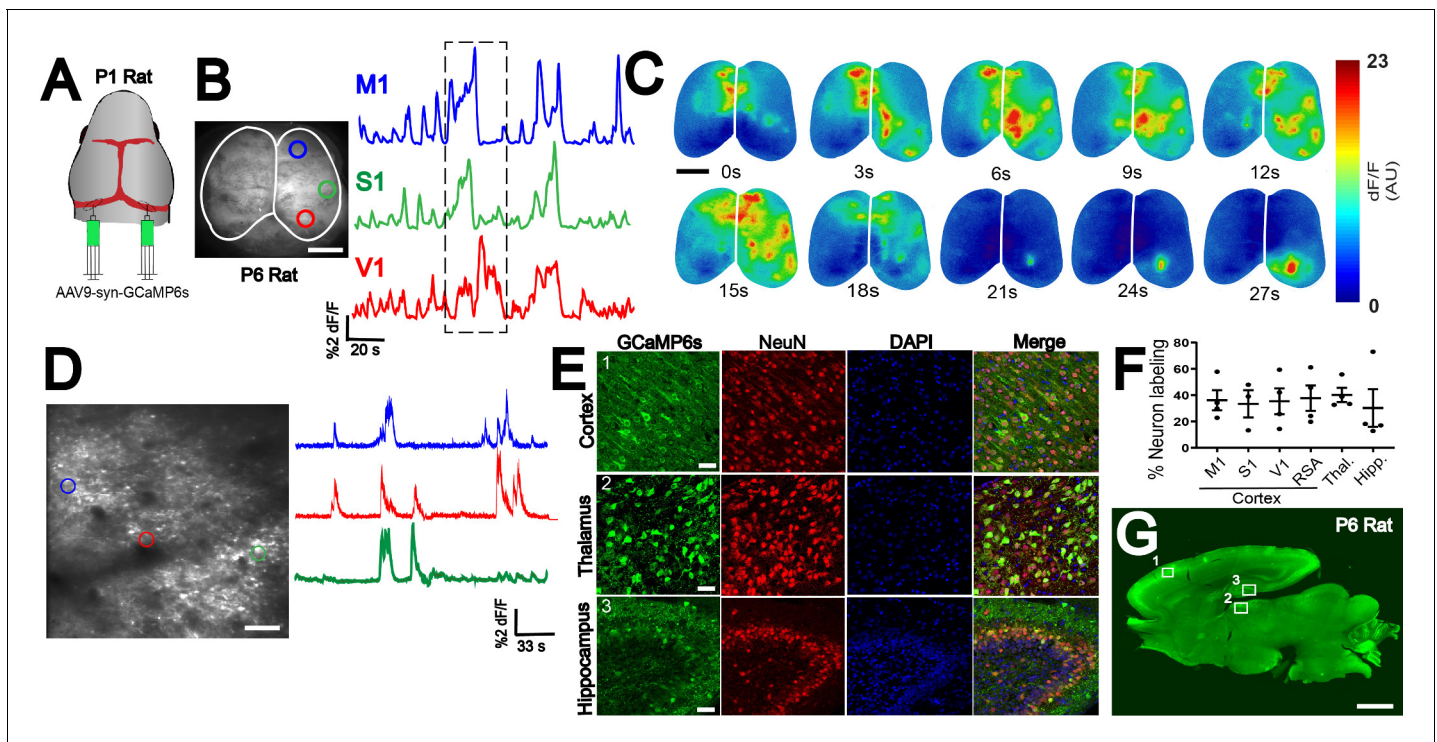 A
P1 Rat
AAV9-syn-GCaMP6s
B
P6 Rat
M1
S1
V1
%2 dF/F
20 s
C
0s
3s
6s
9s
12s
15s
18s
21s
24s
27s
23
dF/F
(AU)
0
D
%2 dF/F
33 s
E
GCaMP6s
NeuN
DAPI
Merge
1
Cortex
2
Thalamus
3
Hippocampus
F
% Neuron labeling
80
60
40
20
0
M1
S1
V1
RSA
Thal.
Hipp.
Cortex
G
P6 Rat
1
3
2